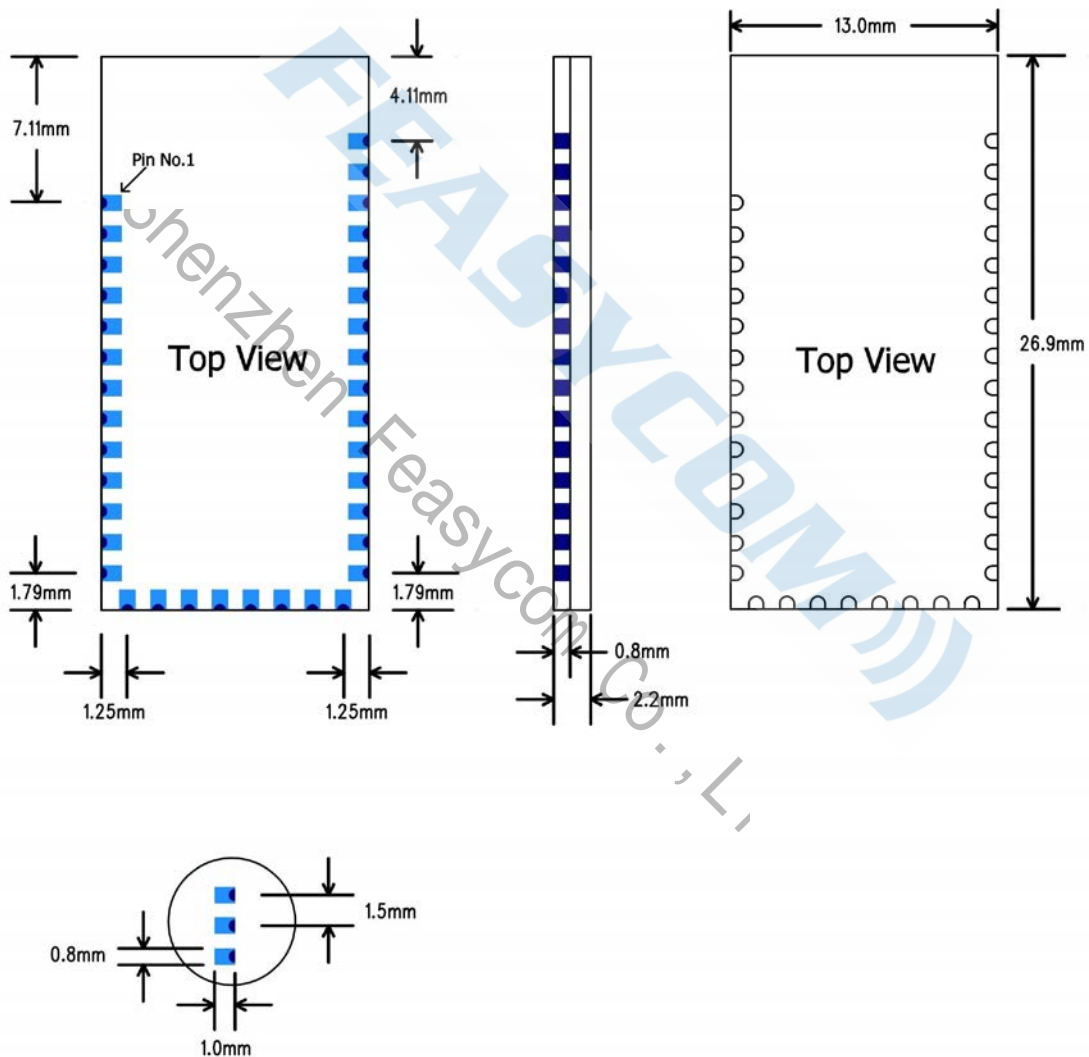 13.0mm
4.11mm
7.11mm
Pin No.1
FEASYCOM
Shenzhen Feasycom Co., L
Top View
Top View
26.9mm
1.79mm
1.79mm
0.8mm
2.2mm
1.25mm
1.25mm
1.5mm
0.8mm
1.0mm